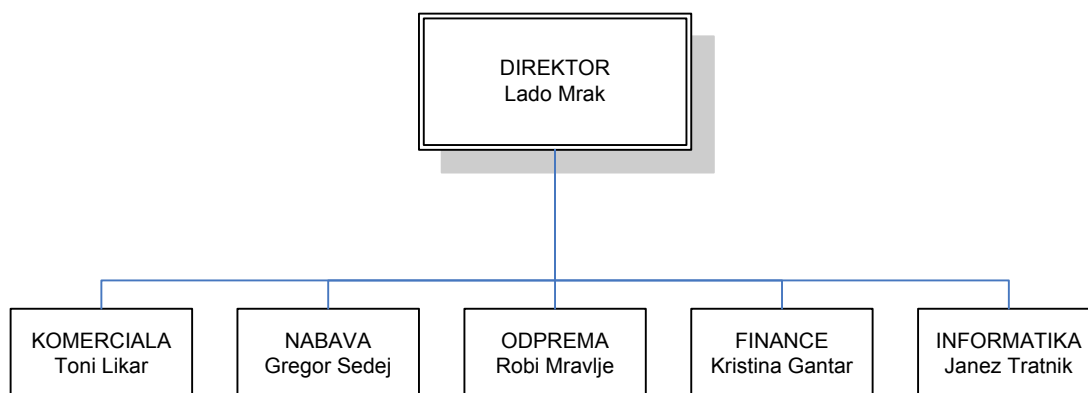 DIREKTOR
Lado Mrak
KOMERCIALA
Toni Likar
NABAVA
Gregor Sedej
ODPREMA
Robi Mravlje
FINANCE
Kristina Gantar
INFORMATIKA
Janez Tratnik